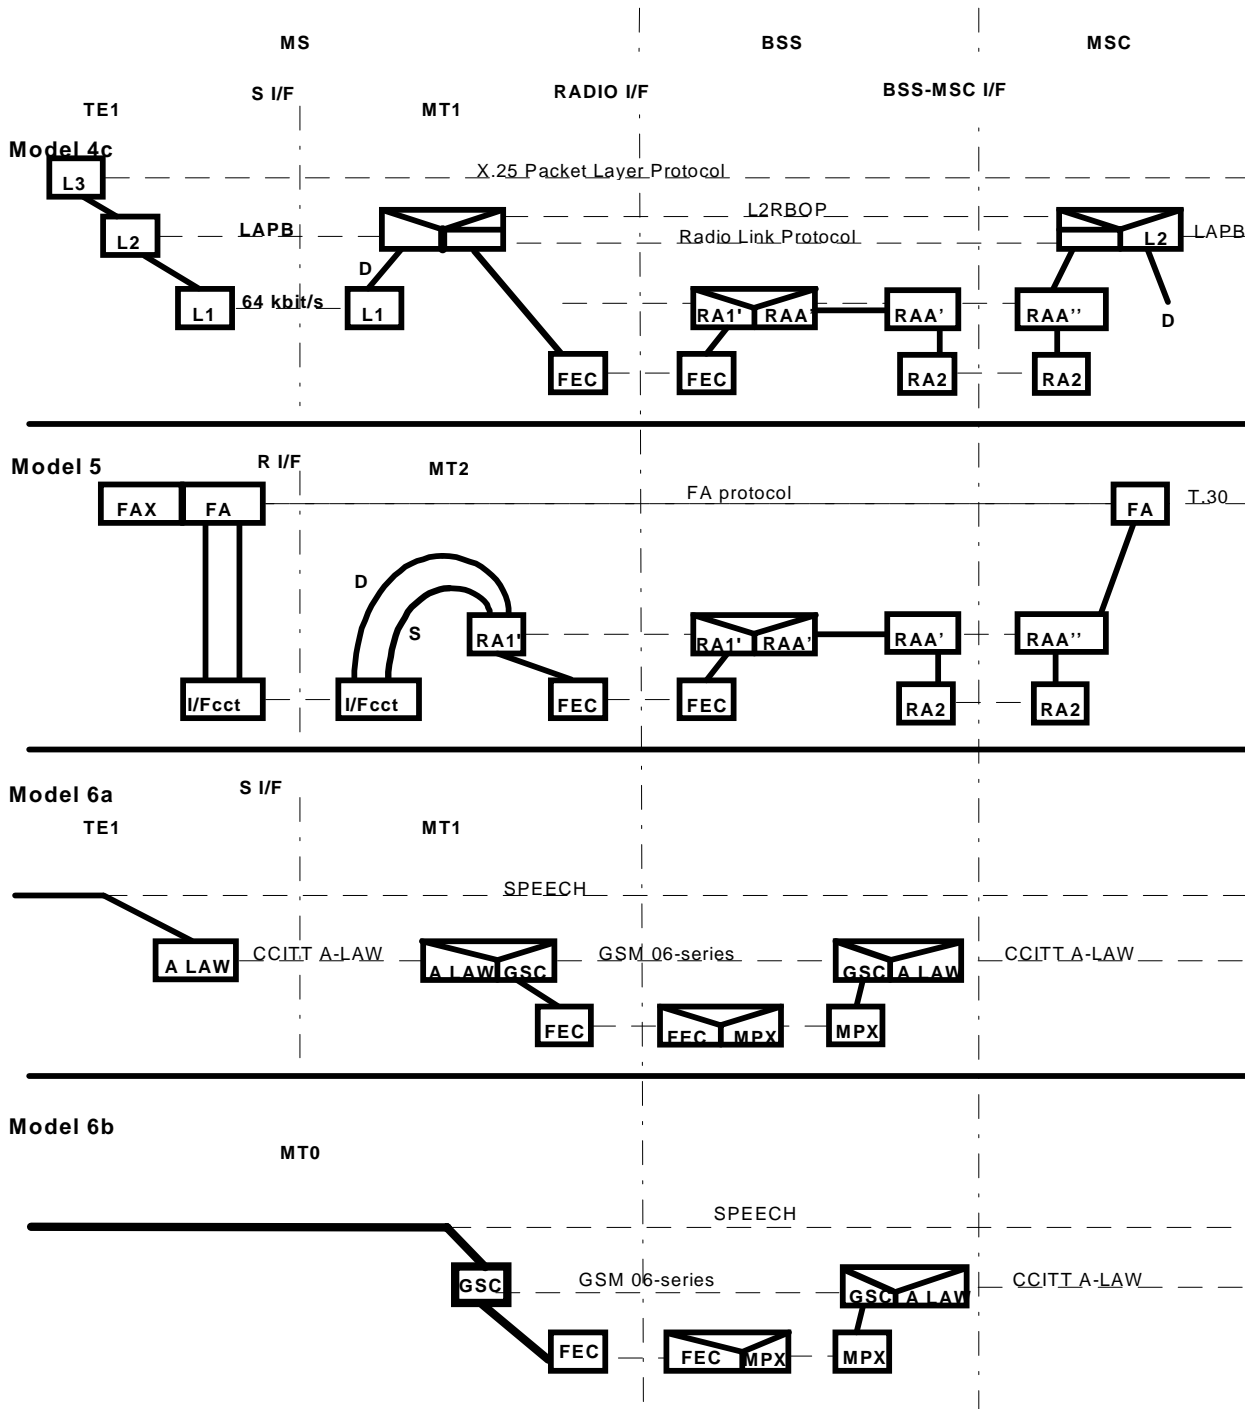 MS BSS MSC
S I/F RADIO I/F BSS-MSC I/F
TE1 MT1
Model 4c
X.25 Packet Layer Protocol
L3
L2RBOP
L2 LAPB Radio Link Protocol L2 LAPB
D
64 kbit/s
L1 L1 RA1' RAA' RAA' RAA'' D
FEC FEC RA2 RA2
Model 5 R I/F MT2
FAX FA FA protocol FA T.30
D
S
RA1' RA1' RAA' RAA' RAA''
I/Fcct I/Fcct FEC FEC RA2 RA2
S I/F
Model 6a
TE1 MT1
SPEECH
A LAW CCITT A-LAW A LAW GSC GSM 06-series GSC A LAW CCITT A-LAW
FEC FEC MPX MPX
Model 6b
MT0
SPEECH
GSC GSM 06-series GSC A LAW CCITT A-LAW
FEC FEC MPX MPX